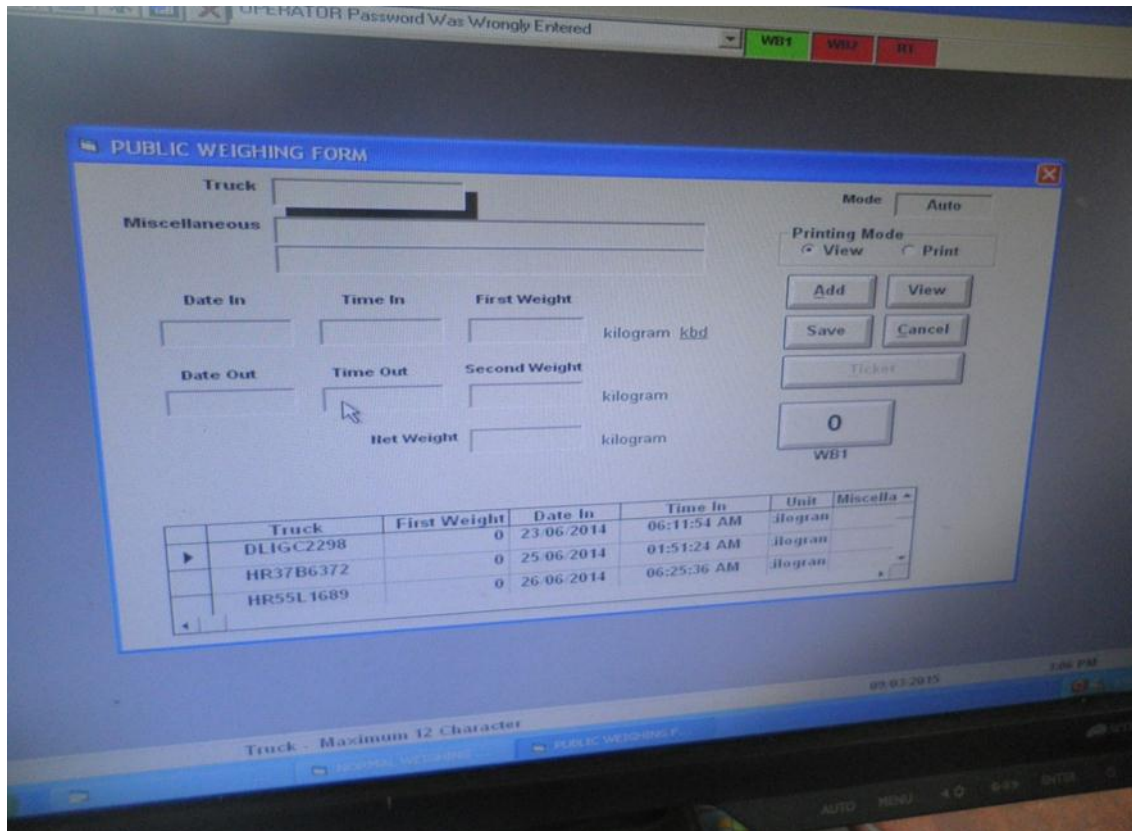 OPERATOR Password Was Wrongly Entered
WB1 WB2 RT
PUBLIC WEIGHING FORM
Truck
Mode Auto
Miscellaneous
Printing Mode
View Print
Add View
Date In Time In First Weight
kilogram kbd
Save Cancel
Date Out Time Out Second Weight
Ticket
kilogram
0
Net Weight kilogram
WB1
Truck First Weight Date In Time In Unit Miscella
DLIGC2298 0 23/06/2014 06:11:54 AM ilogran
HR37B6372 0 25/06/2014 01:51:24 AM ilogran
HR55L1689 0 26/06/2014 06:25:36 AM ilogran
09/03/2015 7:06 PM
Truck - Maximum 12 Character
NORMAL WEIGHING
PUBLIC WEIGHING F...
AUTO MENU ENTER